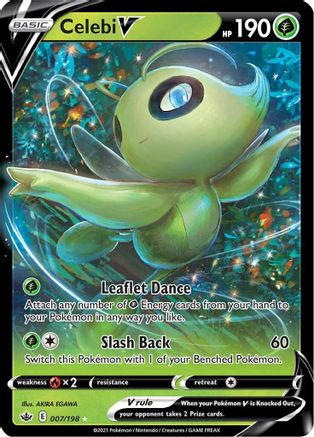 BASIC
Celebi V HP 190
Leaflet Dance
Attach any number of Energy cards from your hand to
your Pokémon in any way you like.
Slash Back 60
Switch this Pokémon with 1 of your Benched Pokémon.
weakness × 2 resistance retreat
Illus. AKIRA EGAWA
V rule When your Pokémon V is Knocked Out,
your opponent takes 2 Prize cards.
E 007/198
©2021 Pokémon / Nintendo / Creatures / GAME FREAK